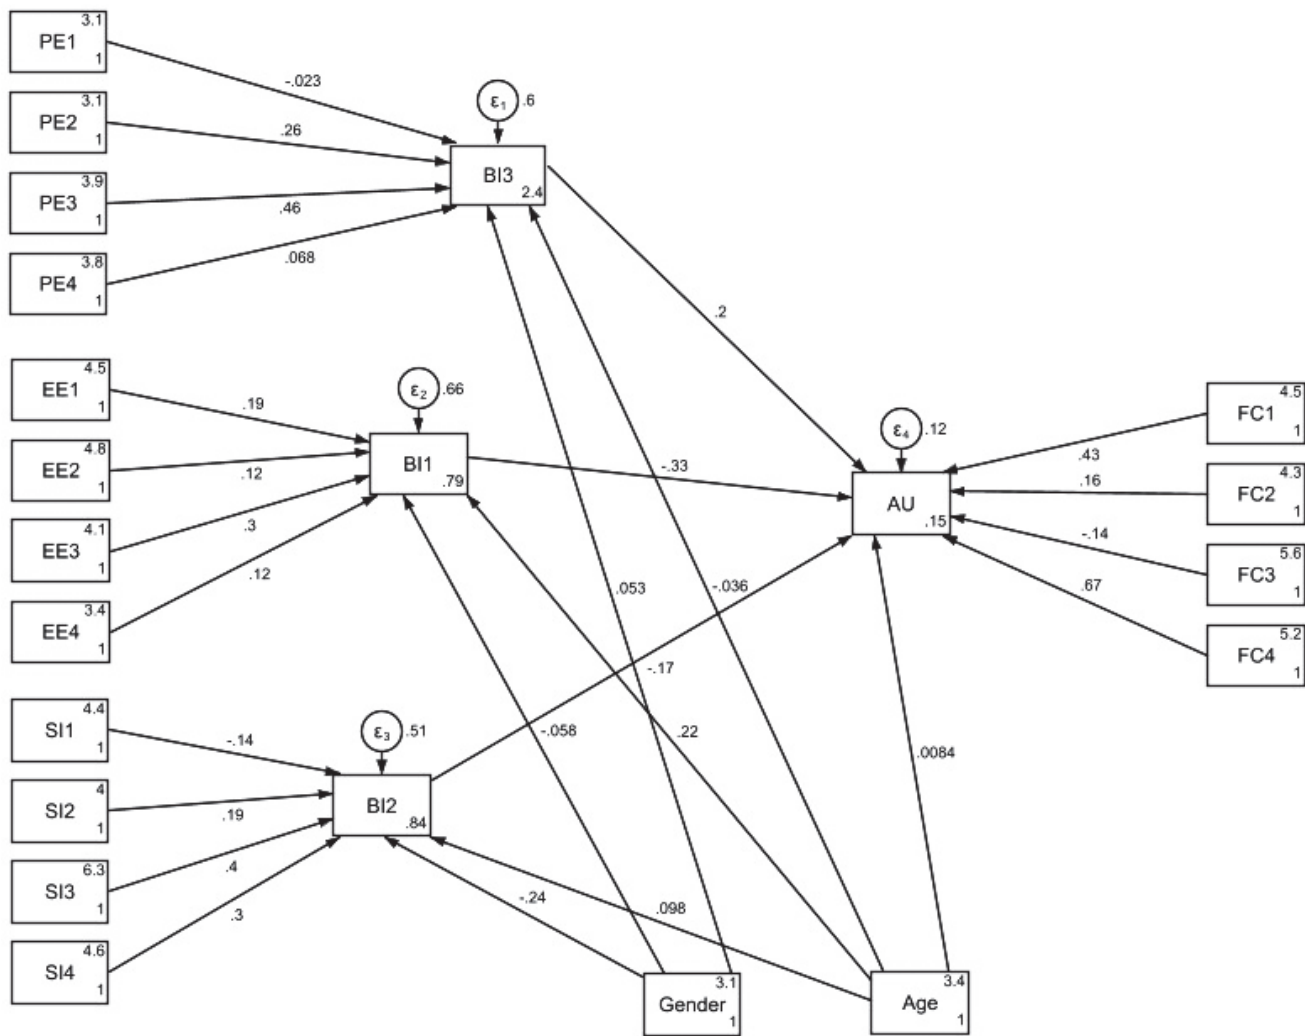 3.1
PE1
1
-.023
3.1
PE2
1
.26
3.9
PE3
1
.46
3.8
PE4
1
.068
ε1 .6
BI3
2.4
.2
4.5
EE1
1
.19
4.8
EE2
1
.12
4.1
EE3
1
.3
3.4
EE4
1
.12
ε2 .66
BI1
.79
-.33
ε4 .12
AU
.15
4.5
FC1
1
.43
4.3
FC2
1
.16
5.6
FC3
1
-.14
5.2
FC4
1
.67
4.4
SI1
1
-.14
4
SI2
1
.19
6.3
SI3
1
.4
4.6
SI4
1
.3
ε3 .51
BI2
.84
-.17
.053
-.036
-.058
.22
.0084
-.24
.098
3.1
Gender
1
3.4
Age
1